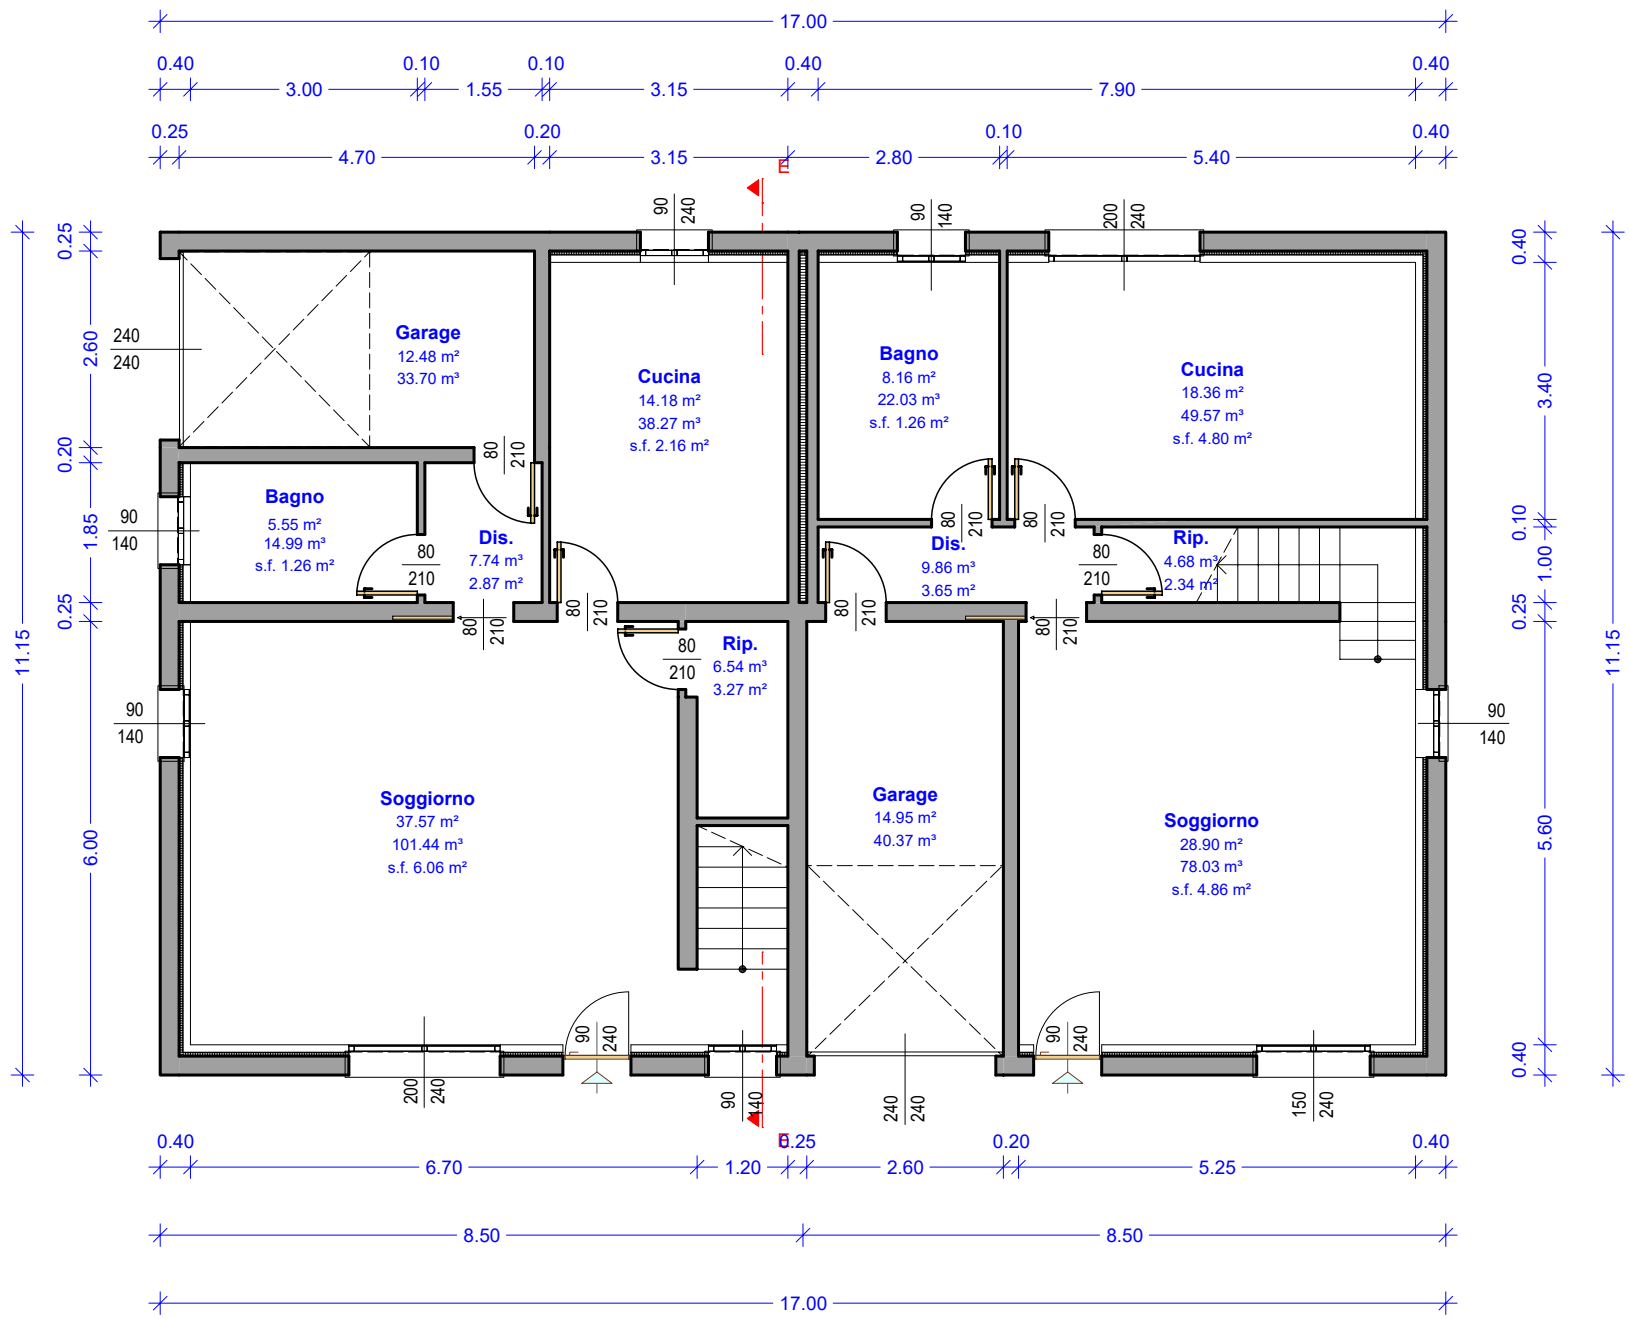 17.00
0.40 0.10 0.10 0.40 0.40
3.00 1.55 3.15 7.90
0.25 0.20 0.10 0.40
4.70 3.15 2.80 5.40
E
90 240
90 140
200 240
0.25
2.60
0.20
1.85
0.25
6.00
11.15
0.40
3.40
0.10
1.00
0.25
5.60
0.40
11.15
240
240
90
140
90
140
90
140
Garage
12.48 m²
33.70 m³
Cucina
14.18 m²
38.27 m³
s.f. 2.16 m²
Bagno
8.16 m²
22.03 m³
s.f. 1.26 m²
Cucina
18.36 m²
49.57 m³
s.f. 4.80 m²
80 210
Bagno
5.55 m²
14.99 m³
s.f. 1.26 m²
80
210
Dis.
7.74 m³
2.87 m²
80 210
80 210
Dis.
9.86 m³
3.65 m²
80
210
Rip.
4.68 m³
2.34 m²
80 210
80 210
80 210
80 210
80
210
Rip.
6.54 m³
3.27 m²
Soggiorno
37.57 m²
101.44 m³
s.f. 6.06 m²
Garage
14.95 m²
40.37 m³
Soggiorno
28.90 m²
78.03 m³
s.f. 4.86 m²
90 240
90 240
200 240
90 140
240 240
150 240
E
0.40 0.25 0.20 0.40
6.70 1.20 2.60 5.25
8.50 8.50
17.00